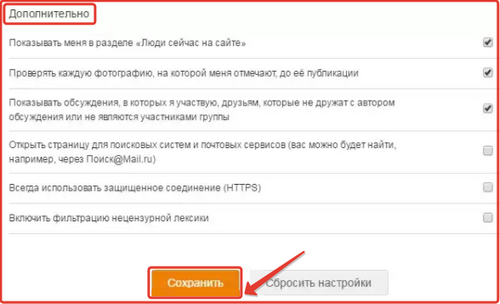 Дополнительно
Показывать меня в разделе «Люди сейчас на сайте»
Проверять каждую фотографию, на которой меня отмечают, до её публикации
Показывать обсуждения, в которых я участвую, друзьям, которые не дружат с автором
обсуждения или не являются участниками группы
Открыть страницу для поисковых систем и почтовых сервисов (вас можно будет найти,
например, через Поиск@Mail.ru)
Всегда использовать защищенное соединение (HTTPS)
Включить фильтрацию нецензурной лексики
Сохранить
Сбросить настройки